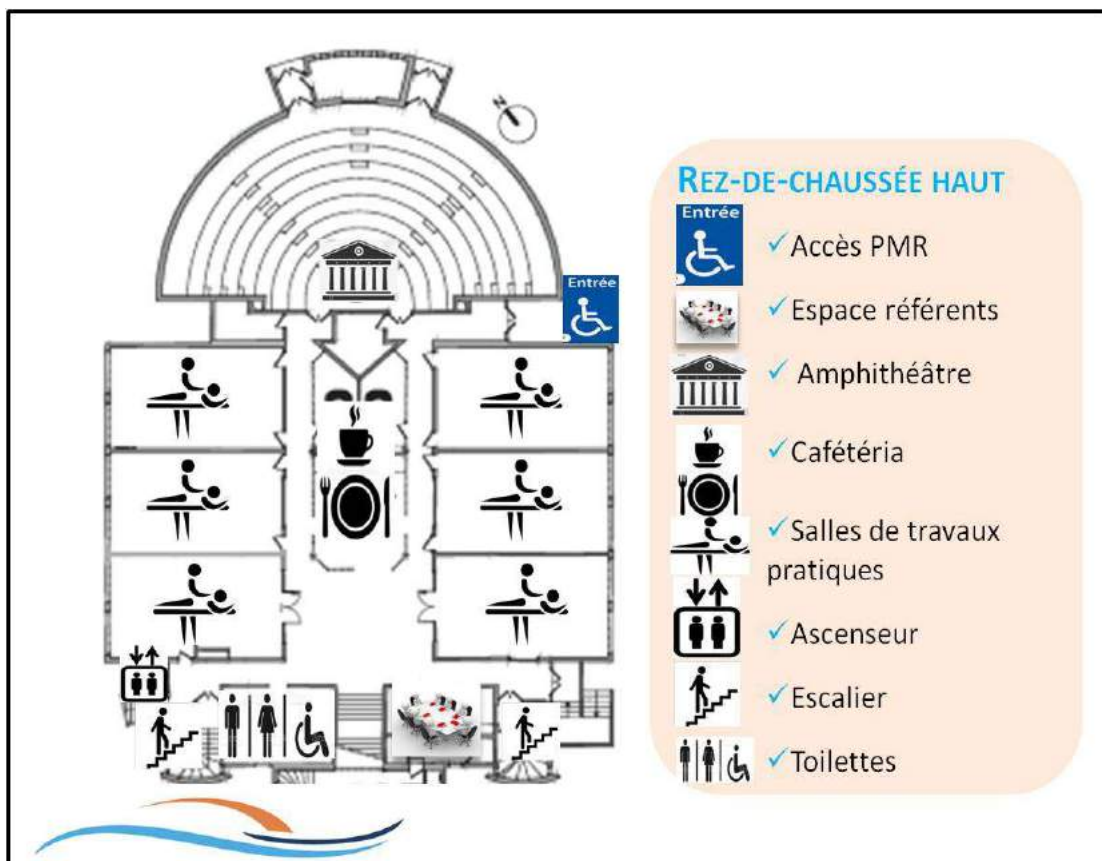 N
Entrée
REZ-DE-CHAUSSÉE HAUT
Entrée
✓ Accès PMR
✓ Espace référents
✓ Amphithéâtre
✓ Cafétéria
✓ Salles de travaux
pratiques
✓ Ascenseur
✓ Escalier
✓ Toilettes